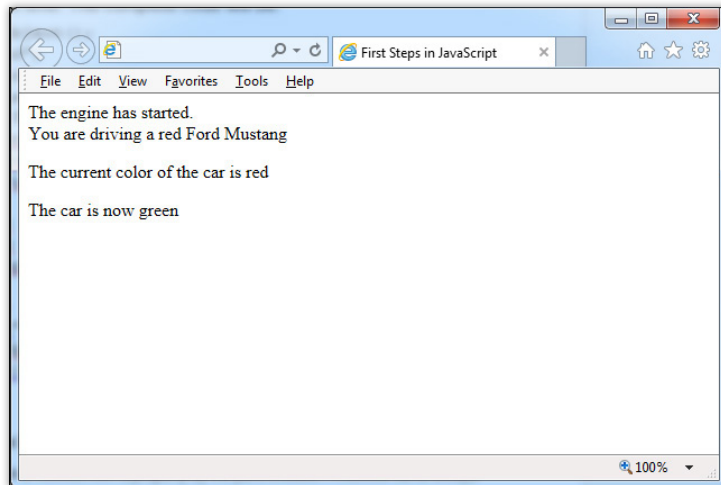 First Steps in JavaScript
File Edit View Favorites Tools Help
The engine has started.
You are driving a red Ford Mustang
The current color of the car is red
The car is now green
100%